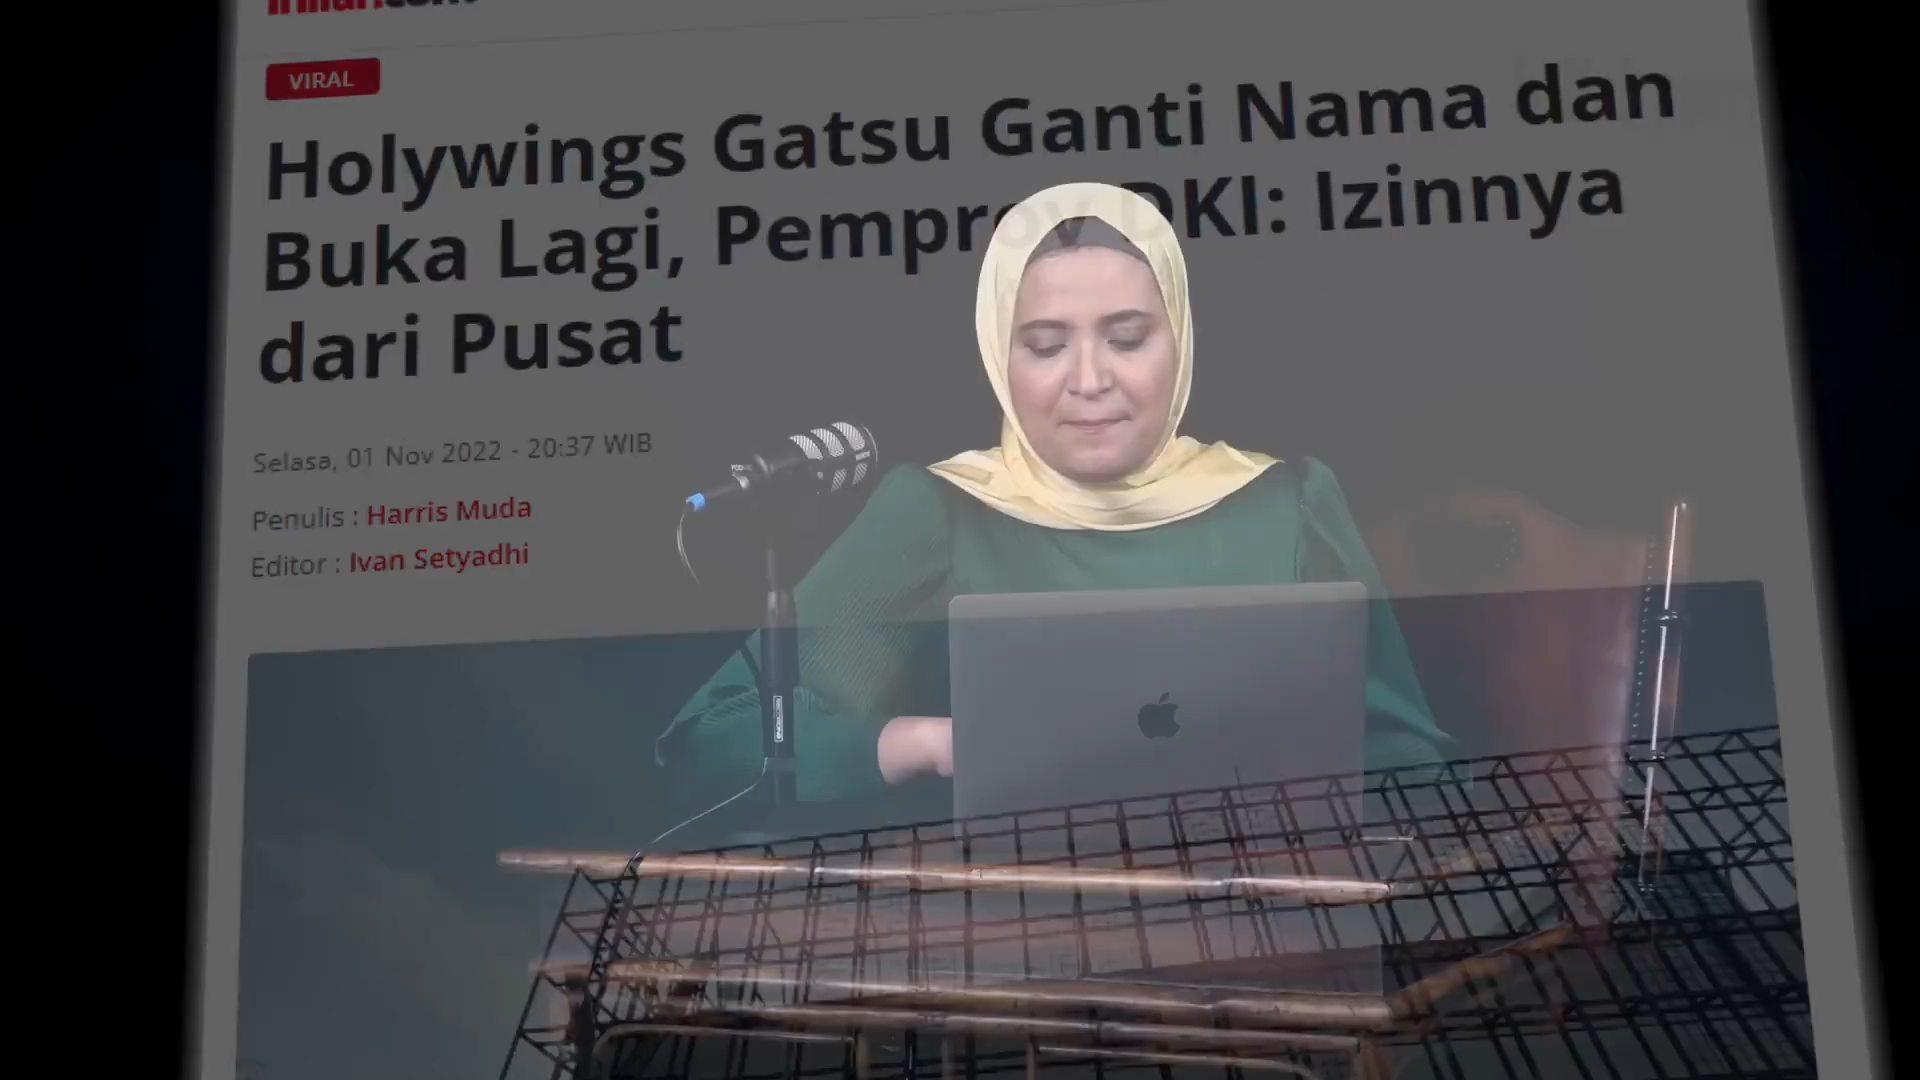 VIRAL
Holywings Gatsu Ganti Nama dan
Buka Lagi, Pemprov DKI: Izinnya
dari Pusat
Selasa, 01 Nov 2022 - 20:37 WIB
Penulis : Harris Muda
Editor : Ivan Setyadhi